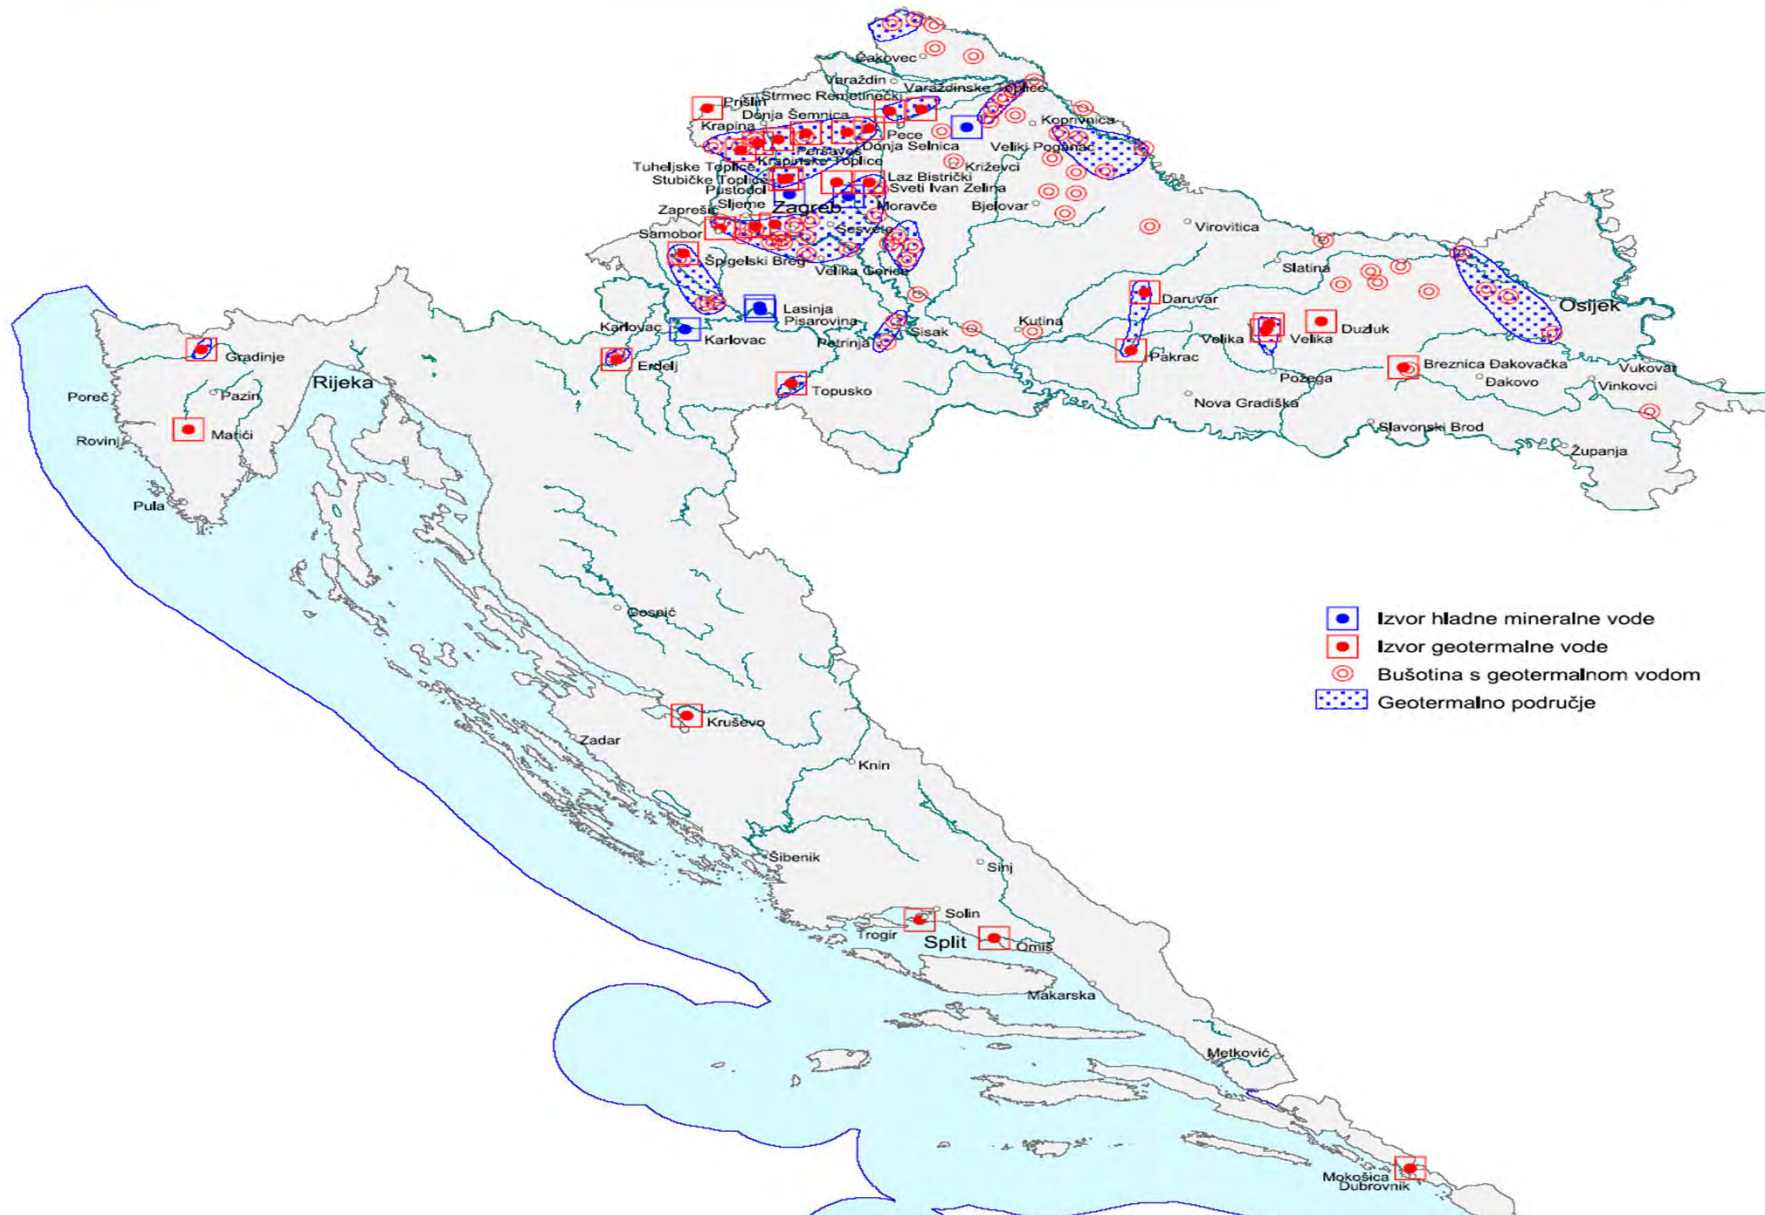 Čakovec
Varaždin
Strmec Remetinečki
Varaždinske Toplice
Prišlin
Donja Šemnica
Krapina
Pece
Koprivnica
Peršaves
Donja Selnica
Veliki Poganac
Tuheljske Toplice
Krapinske Toplice
Križevci
Stubičke Toplice
Laz Bistrički
Pustodol
Sveti Ivan Zelina
Sljeme
Zagreb
Moravče
Bjelovar
Zaprešić
Sesvete
Virovitica
Samobor
Špigelski Breg
Velika Gorica
Slatina
Daruvar
Osijek
Lasinja
Pisarovina
Karlovac
Karlovac
Petrinja
Sisak
Kutina
Velika
Velika
Duzluk
Gradinje
Erdelj
Pakrac
Požega
Breznica Đakovačka
Vukovar
Rijeka
Đakovo
Vinkovci
Poreč
Pazin
Topusko
Nova Gradiška
Rovinj
Marići
Slavonski Brod
Županja
Pula
Gospić
Izvor hladne mineralne vode
Izvor geotermalne vode
Bušotina s geotermalnom vodom
Geotermalno područje
Kruševo
Zadar
Knin
Šibenik
Sinj
Solin
Trogir
Split
Omiš
Makarska
Metković
Mokošica
Dubrovnik